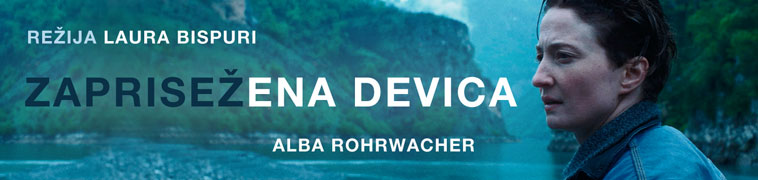 REŽIJA LAURA BISPURI
ZAPRISEŽENA DEVICA
ALBA ROHRWACHER